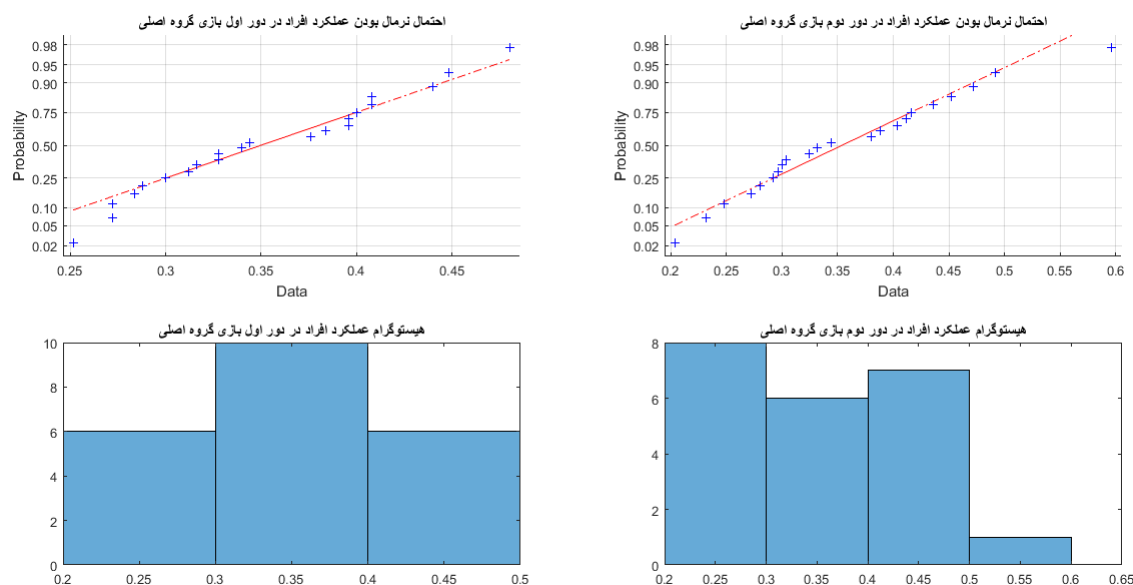 احتمال نرمال بودن عملکرد افراد در دور اول بازی گروه اصلی
0.98
0.95
0.90
0.75
0.50
0.25
0.10
0.05
0.02
Probability
0.25 0.3 0.35 0.4 0.45
Data
احتمال نرمال بودن عملکرد افراد در دور دوم بازی گروه اصلی
0.98
0.95
0.90
0.75
0.50
0.25
0.10
0.05
0.02
Probability
0.2 0.25 0.3 0.35 0.4 0.45 0.5 0.55 0.6
Data
هیستوگرام عملکرد افراد در دور اول بازی گروه اصلی
10
8
6
4
2
0
0.2 0.25 0.3 0.35 0.4 0.45 0.5
هیستوگرام عملکرد افراد در دور دوم بازی گروه اصلی
8
6
4
2
0
0.2 0.25 0.3 0.35 0.4 0.45 0.5 0.55 0.6 0.65